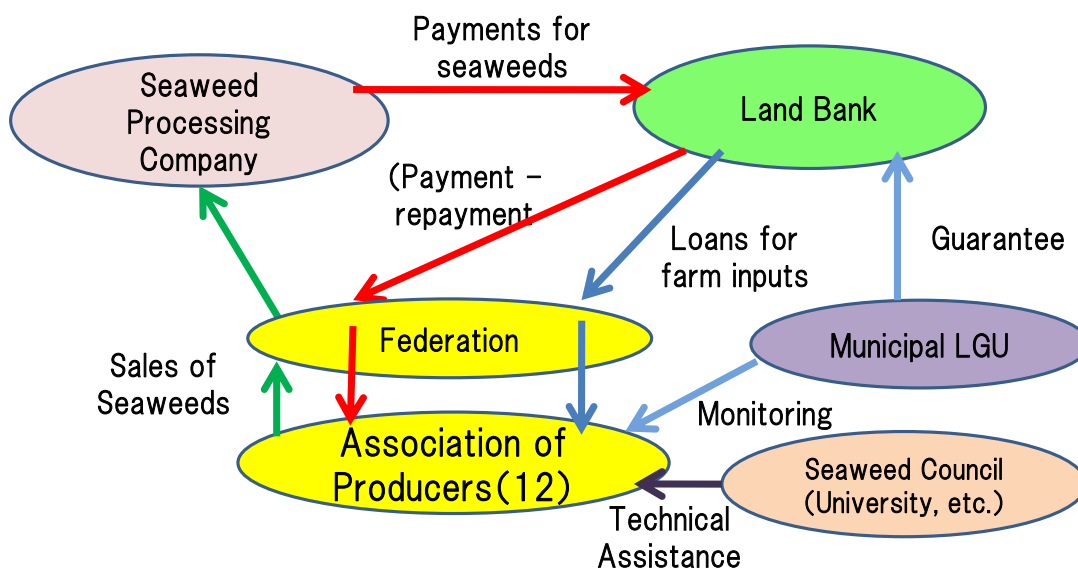 Payments for
seaweeds
Seaweed
Processing
Company
Land Bank
(Payment –
repayment
Loans for
farm inputs
Guarantee
Federation
Municipal LGU
Sales of
Seaweeds
Monitoring
Association of
Producers(12)
Seaweed Council
(University, etc.)
Technical
Assistance